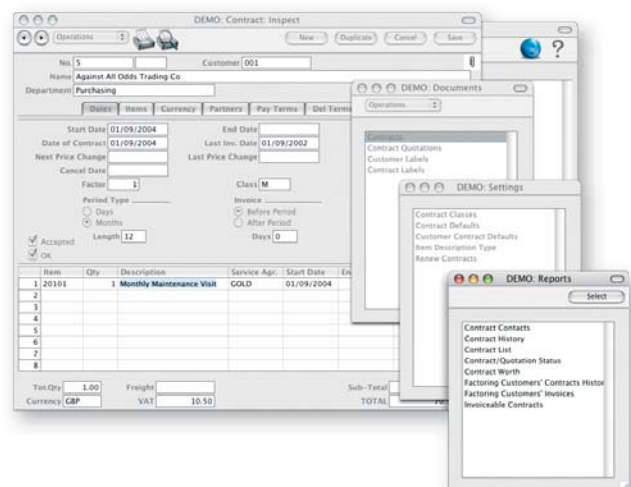 DEMO: Contract: Inspect
Operations New Duplicate Cancel Save
No. 5 Customer 001
Name Against All Odds Trading Co
Department Purchasing
Dates Items Currency Partners Pay Terms Del Terms
Start Date 01/09/2004 End Date
Date of Contract 01/09/2004 Last Inv. Date 01/09/2002
Next Price Change Last Price Change
Cancel Date
Factor 1 Class M
Period Type Invoice
Days Before Period
Months After Period
Length 12 Days 0
Accepted
OK
Item Qty Description Service Agr. Start Date
1 20101 1 Monthly Maintenance Visit GOLD 01/09/2004
2
3
4
5
6
7
8
Tot.Qty 1.00 Freight Sub-Total
Currency GBP VAT 10.50 TOTAL
?
DEMO: Documents
Operations
Contracts
Contract Quotations
Customer Labels
Contract Labels
DEMO: Settings
Contract Classes
Contract Defaults
Customer Contract Defaults
Item Description Type
Renew Contracts
DEMO: Reports
Select
Contract Contacts
Contract History
Contract List
Contract/Quotation Status
Contract Worth
Factoring Customers' Contracts Histor
Factoring Customers' Invoices
Invoiceable Contracts